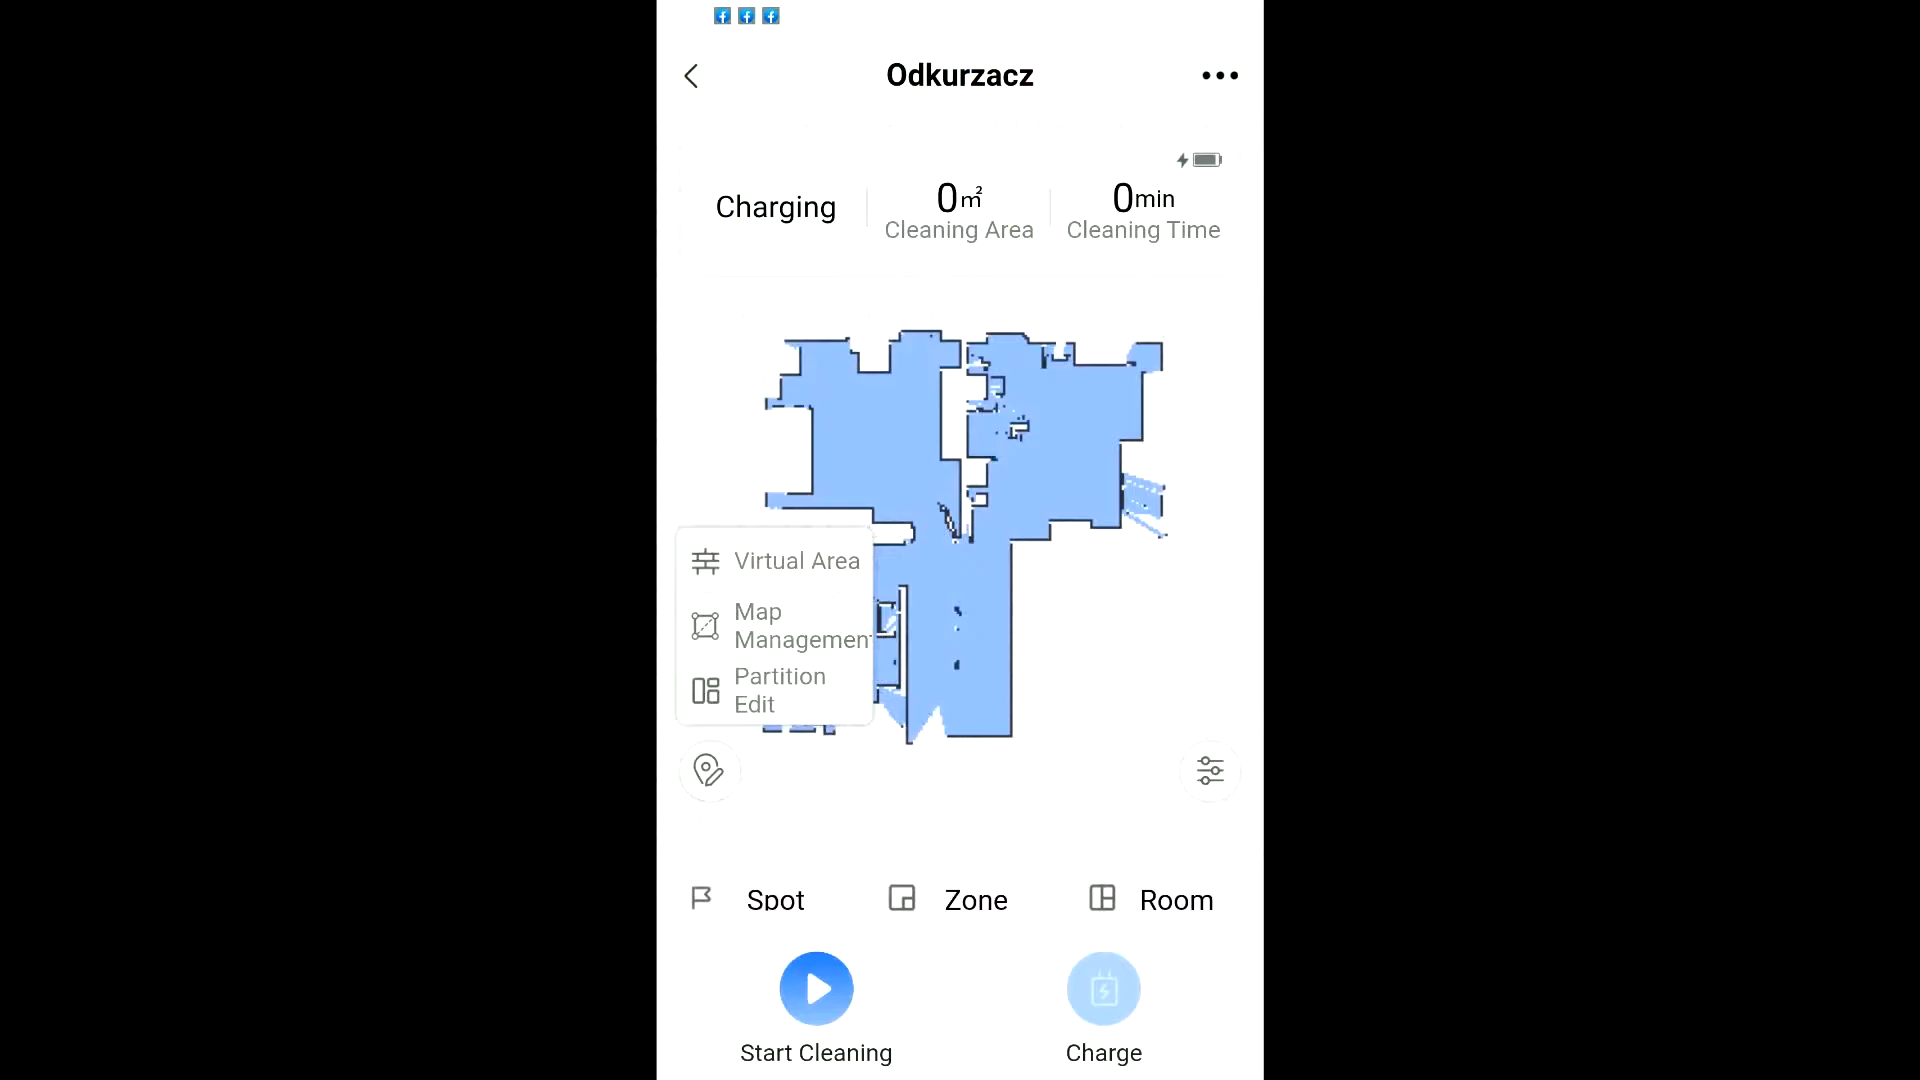 Odkurzacz
Charging
0m²
Cleaning Area
0min
Cleaning Time
Virtual Area
Map
Managemen
Partition
Edit
Spot
Zone
Room
Start Cleaning
Charge